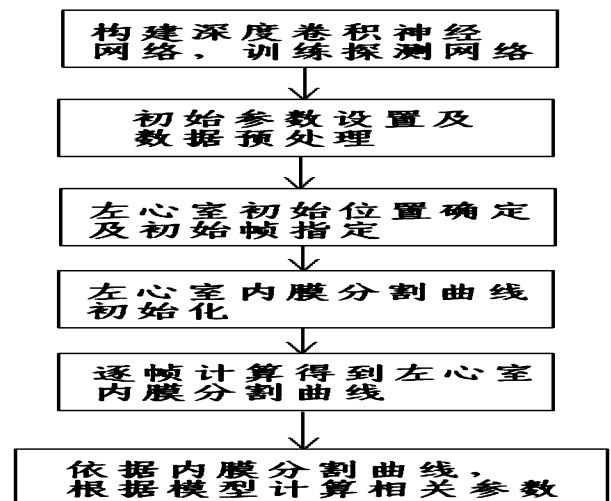 构建深度卷积神经
网络，训练探测网络
初始参数设置及
数据预处理
左心室初始位置确定
及初始帧指定
左心室内膜分割曲线
初始化
逐帧计算得到左心室
内膜分割曲线
依据内膜分割曲线，
根据模型计算相关参数